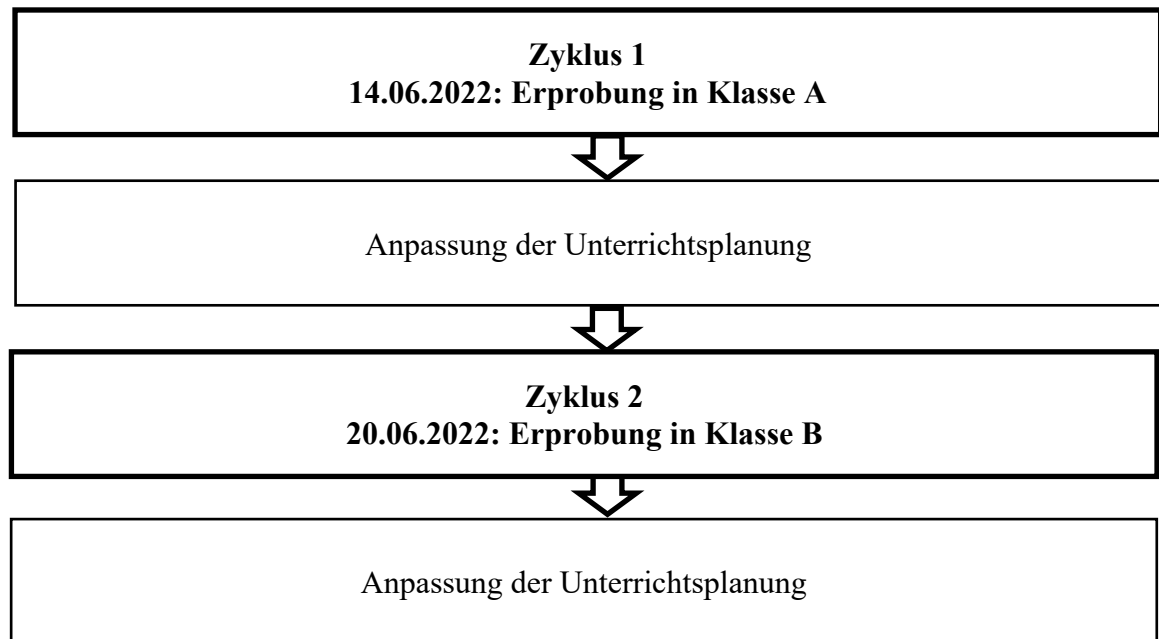 Zyklus 1
14.06.2022: Erprobung in Klasse A
Anpassung der Unterrichtsplanung
Zyklus 2
20.06.2022: Erprobung in Klasse B
Anpassung der Unterrichtsplanung